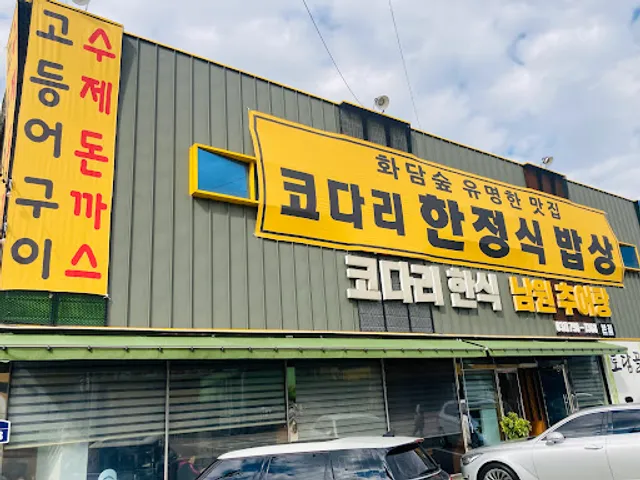 고등어구이
수제돈까스
화담숲 유명한 맛집
코다리 한정식 밥상
코다리 한식 남원추어탕